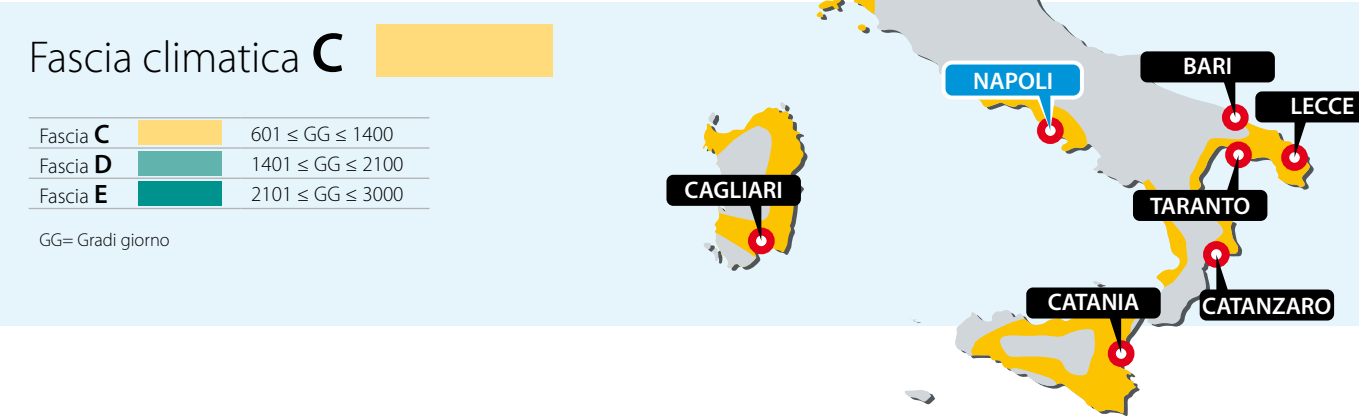 Fascia climatica C
Fascia C 601 ≤ GG ≤ 1400
Fascia D 1401 ≤ GG ≤ 2100
Fascia E 2101 ≤ GG ≤ 3000
GG= Gradi giorno
NAPOLI
BARI
LECCE
CAGLIARI
TARANTO
CATANIA
CATANZARO